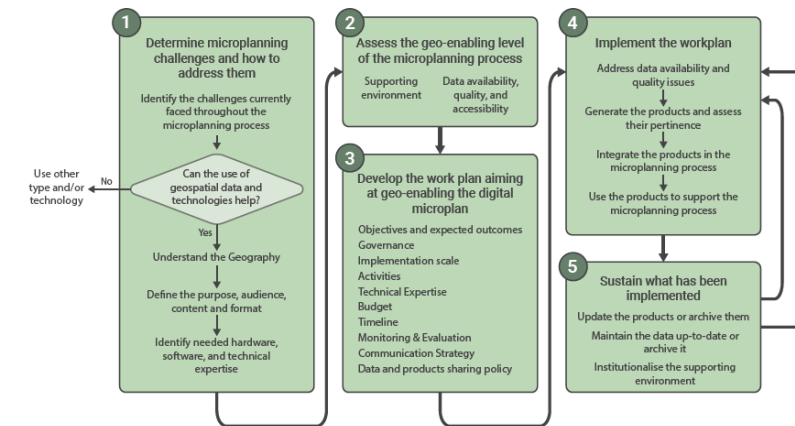 1
Determine microplanning
challenges and how to
address them
Identify the challenges currently
faced throughout the
microplanning process
Can the use of
geospatial data and
technologies help?
No
Use other
type and/or
technology
Yes
Understand the Geography
Define the purpose, audience,
content and format
Identify needed hardware,
software, and technical
expertise
2
Assess the geo-enabling level
of the microplanning process
Supporting
environment
Data availability,
quality, and
accessibility
3
Develop the work plan aiming
at geo-enabling the digital
microplan
Objectives and expected outcomes
Governance
Implementation scale
Activities
Technical Expertise
Budget
Timeline
Monitoring & Evaluation
Communication Strategy
Data and products sharing policy
4
Implement the workplan
Address data availability and
quality issues
Generate the products and assess
their pertinence
Integrate the products in the
microplanning process
Use the products to support the
microplanning process
5
Sustain what has been
implemented
Update the products or archive them
Maintain the data up-to-date or
archive it
Institutionalise the supporting
environment